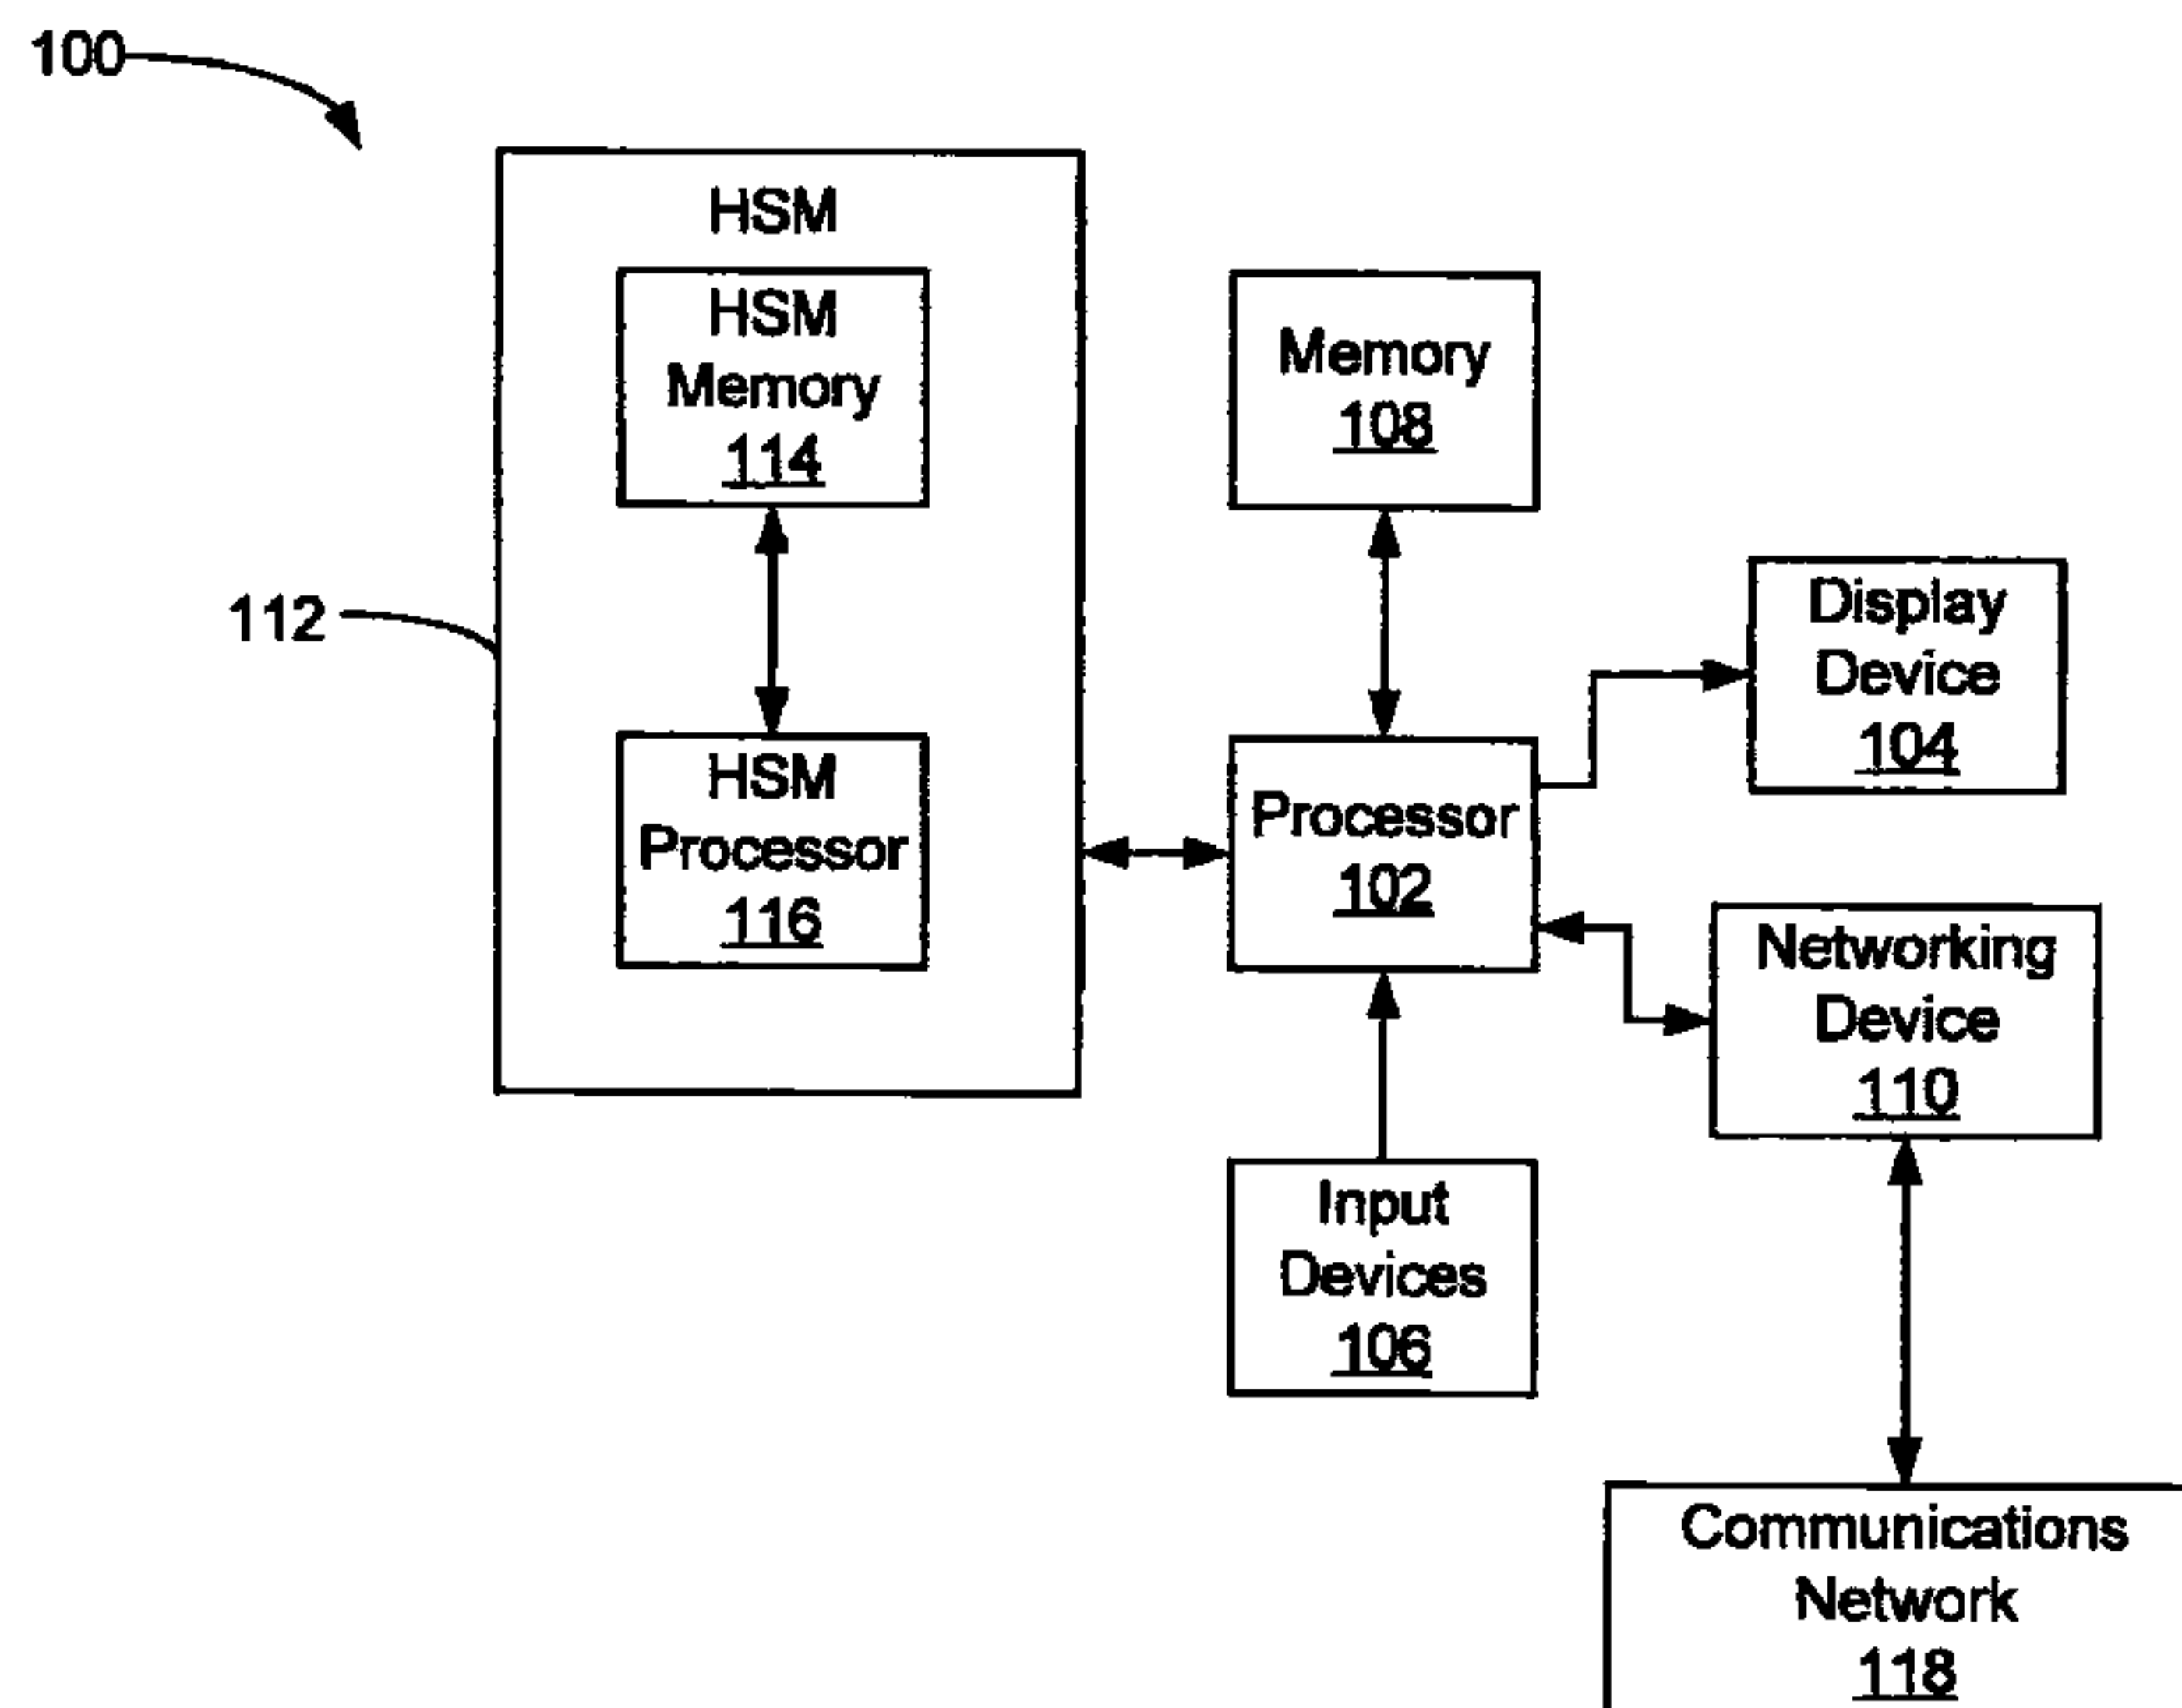 100
HSM
HSM
Memory
114
112
HSM
Processor
116
Memory
108
Processor
102
Display
Device
104
Networking
Device
110
Input
Devices
106
Communications
Network
118